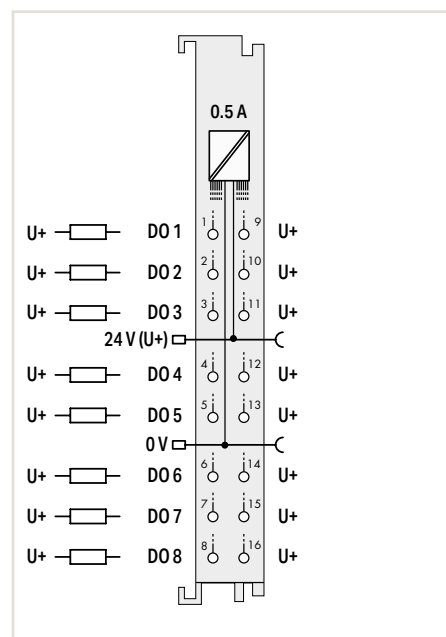 0.5 A
U+ DO 1 1 9 U+
U+ DO 2 2 10 U+
U+ DO 3 3 11 U+
24 V (U+)
U+ DO 4 4 12 U+
U+ DO 5 5 13 U+
0 V
U+ DO 6 6 14 U+
U+ DO 7 7 15 U+
U+ DO 8 8 16 U+